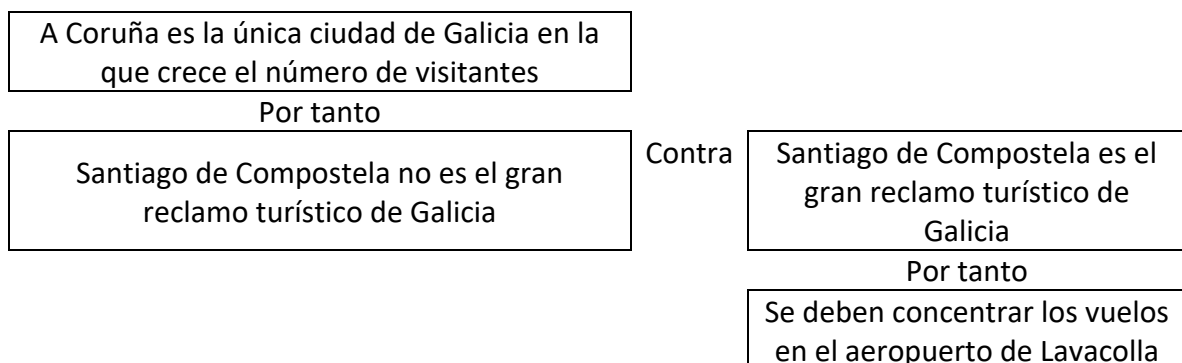 A Coruña es la única ciudad de Galicia en la
que crece el número de visitantes
Por tanto
Santiago de Compostela no es el gran
reclamo turístico de Galicia
Contra
Santiago de Compostela es el
gran reclamo turístico de
Galicia
Por tanto
Se deben concentrar los vuelos
en el aeropuerto de Lavacolla